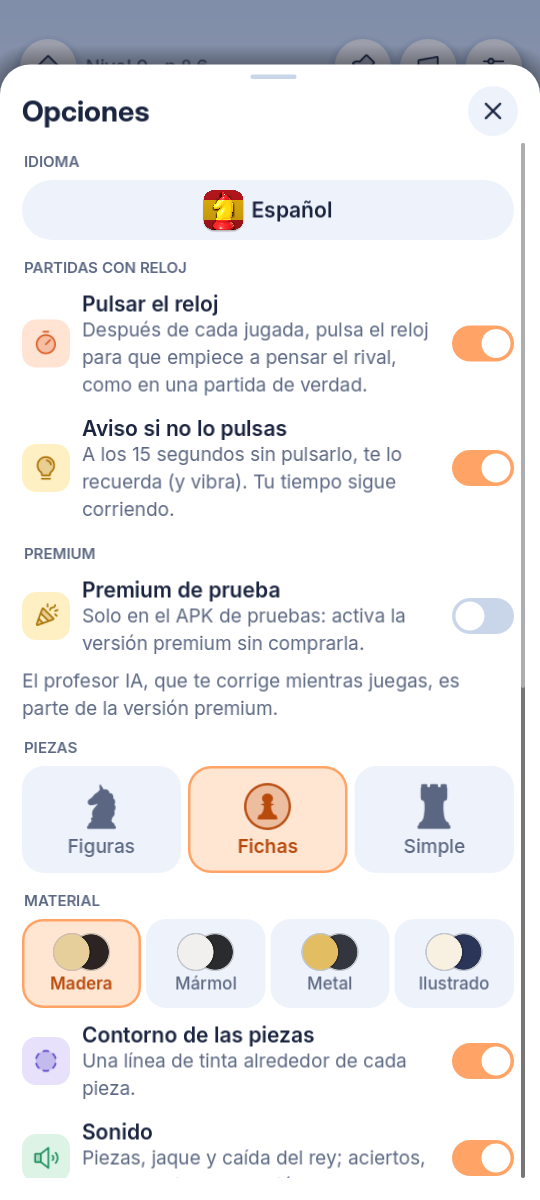 Opciones
IDIOMA
Español
PARTIDAS CON RELOJ
Pulsar el reloj
Después de cada jugada, pulsa el reloj
para que empiece a pensar el rival,
como en una partida de verdad.
Aviso si no lo pulsas
A los 15 segundos sin pulsarlo, te lo
recuerda (y vibra). Tu tiempo sigue
corriendo.
PREMIUM
Premium de prueba
Solo en el APK de pruebas: activa la
versión premium sin comprarla.
El profesor IA, que te corrige mientras juegas, es
parte de la versión premium.
PIEZAS
Figuras
Fichas
Simple
MATERIAL
Madera
Mármol
Metal
Ilustrado
Contorno de las piezas
Una línea de tinta alrededor de cada
pieza.
Sonido
Piezas, jaque y caída del rey; aciertos,